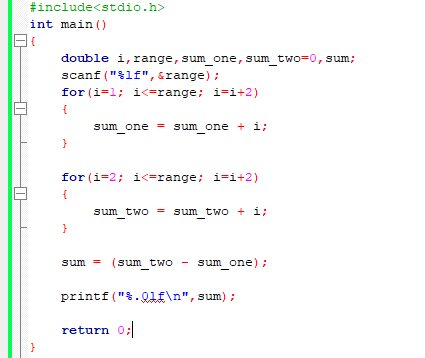 #include<stdio.h>
int main()
{
double i,range,sum_one,sum_two=0,sum;
scanf("%lf",&range);
for(i=1; i<=range; i=i+2)
{
sum_one = sum_one + i;
}
for(i=2; i<=range; i=i+2)
{
sum_two = sum_two + i;
}
sum = (sum_two - sum_one);
printf("%.0lf\n",sum);
return 0;
}